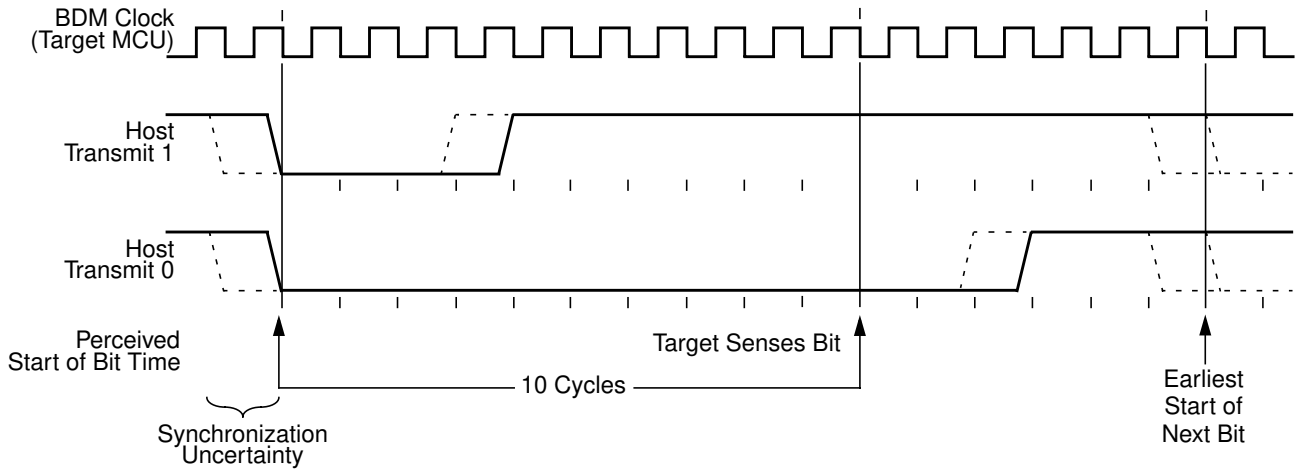 BDM Clock
(Target MCU)
Host
Transmit 1
Host
Transmit 0
Perceived
Start of Bit Time
Target Senses Bit
10 Cycles
Earliest
Start of
Next Bit
Synchronization
Uncertainty